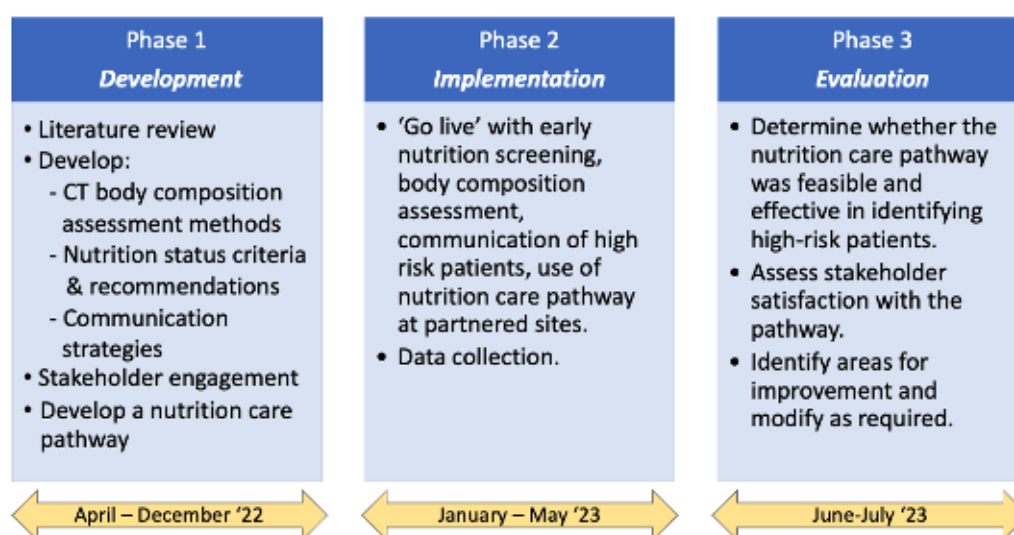 Phase 1
Development
• Literature review
• Develop:
- CT body composition
assessment methods
- Nutrition status criteria
& recommendations
- Communication
strategies
• Stakeholder engagement
• Develop a nutrition care
pathway
April – December ‘22
Phase 2
Implementation
• ‘Go live’ with early
nutrition screening,
body composition
assessment,
communication of high
risk patients, use of
nutrition care pathway
at partnered sites.
• Data collection.
January – May ‘23
Phase 3
Evaluation
• Determine whether the
nutrition care pathway
was feasible and
effective in identifying
high-risk patients.
• Assess stakeholder
satisfaction with the
pathway.
• Identify areas for
improvement and
modify as required.
June-July ‘23